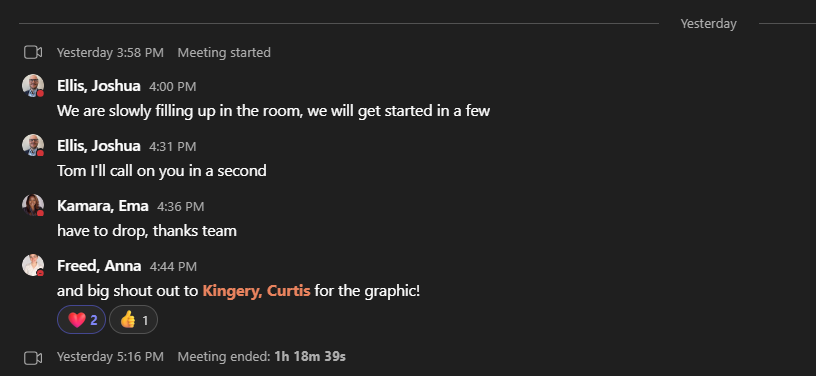 Yesterday
Yesterday 3:58 PM Meeting started
Ellis, Joshua 4:00 PM
We are slowly filling up in the room, we will get started in a few
Ellis, Joshua 4:31 PM
Tom I'll call on you in a second
Kamara, Ema 4:36 PM
have to drop, thanks team
Freed, Anna 4:44 PM
and big shout out to Kingery, Curtis for the graphic!
2 1
Yesterday 5:16 PM Meeting ended: 1h 18m 39s